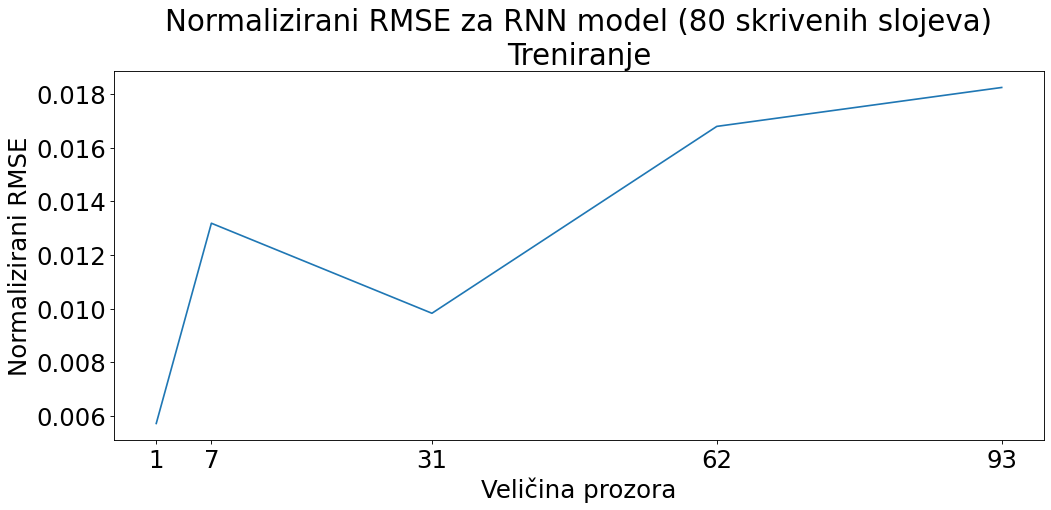 Normalizirani RMSE za RNN model (80 skrivenih slojeva)
Treniranje
Normalizirani RMSE
0.018
0.016
0.014
0.012
0.010
0.008
0.006
1 7 31 62 93
Veličina prozora